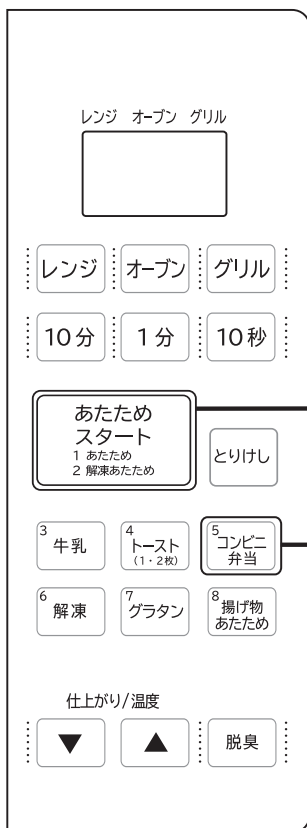 レンジ オーブン グリル
レンジ オーブン グリル
10分 1分 10秒
あたため
スタート
1 あたため
2 解凍あたため
とりけし
3 牛乳
4 トースト
(1・2枚)
5 コンビニ
弁当
6 解凍
7 グラタン
8 揚げ物
あたため
仕上がり/温度
▼ ▲ 脱臭